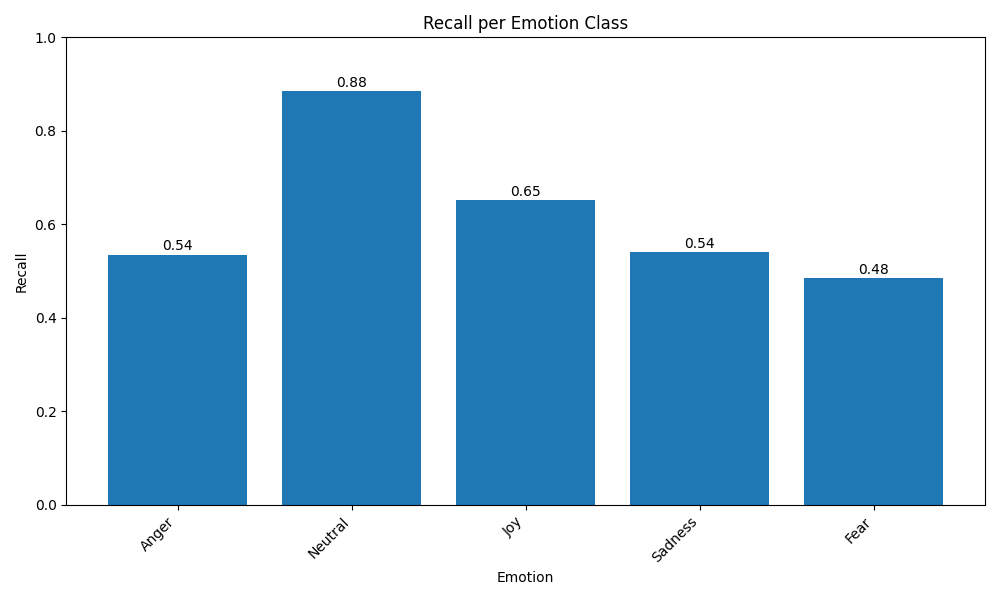 Recall per Emotion Class
1.0
0.8
0.6
0.4
0.2
0.0
Recall
0.54
0.88
0.65
0.54
0.48
Anger
Neutral
Joy
Sadness
Fear
Emotion